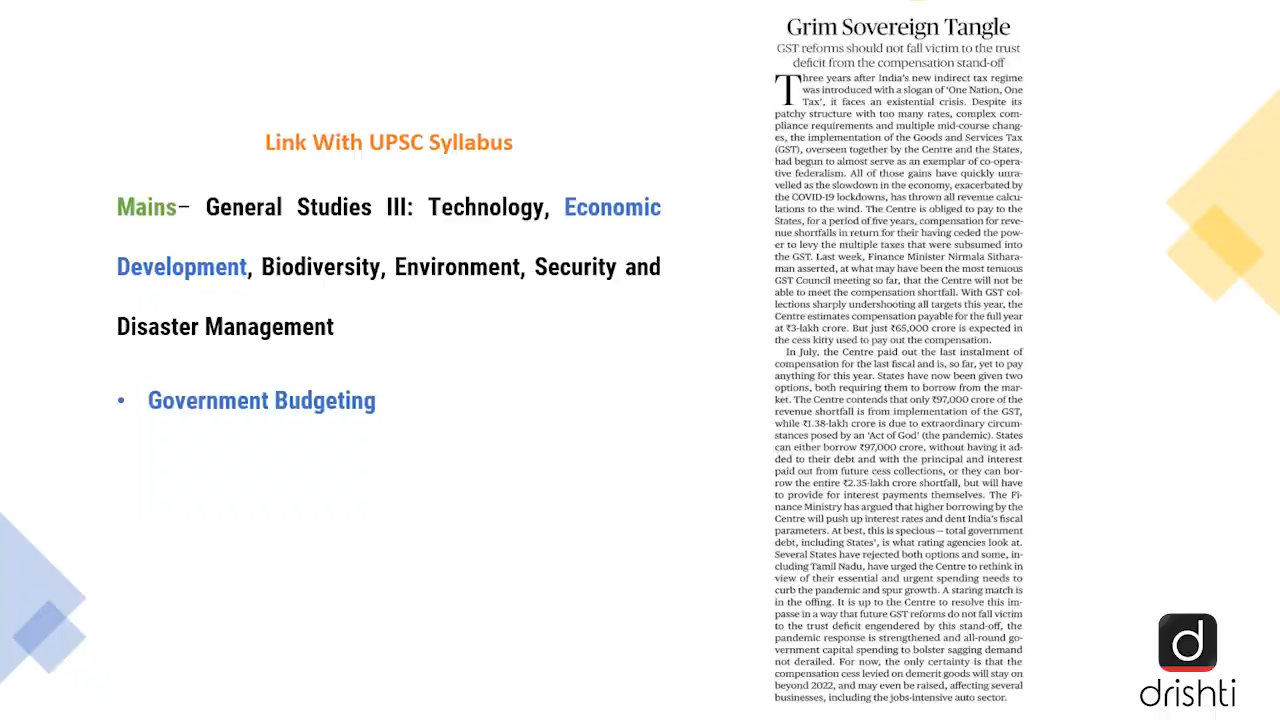 Link With UPSC Syllabus
Mains– General Studies III: Technology, Economic
Development, Biodiversity, Environment, Security and
Disaster Management
• Government Budgeting
Grim Sovereign Tangle
GST reforms should not fall victim to the trust
deficit from the compensation stand-off
Three years after India's new indirect tax regime
was introduced with a slogan of 'One Nation, One
Tax', it faces an existential crisis. Despite its
patchy structure with too many rates, complex com-
pliance requirements and multiple mid-course chang-
es, the implementation of the Goods and Services Tax
(GST), overseen together by the Centre and the States,
had begun to almost serve as an exemplar of co-opera-
tive federalism. All of those gains have quickly unra-
velled as the slowdown in the economy, exacerbated by
the COVID-19 lockdowns, has thrown all revenue calcu-
lations to the wind. The Centre is obliged to pay to the
States, for a period of five years, compensation for reve-
nue shortfalls in return for their having ceded the pow-
er to levy the multiple taxes that were subsumed into
the GST. Last week, Finance Minister Nirmala Sithara-
man asserted, at what may have been the most tenuous
GST Council meeting so far, that the Centre will not be
able to meet the compensation shortfall. With GST col-
lections sharply undershooting all targets this year, the
Centre estimates compensation payable for the full year
at ₹3-lakh crore. But just ₹65,000 crore is expected in
the cess kitty used to pay out the compensation.
In July, the Centre paid out the last instalment of
compensation for the last fiscal and is, so far, yet to pay
anything for this year. States have now been given two
options, both requiring them to borrow from the mar-
ket. The Centre contends that only ₹97,000 crore of the
revenue shortfall is from implementation of the GST,
while ₹1.38-lakh crore is due to extraordinary circum-
stances posed by an 'Act of God' (the pandemic). States
can either borrow ₹97,000 crore, without having it ad-
ded to their debt and with the principal and interest
paid out from future cess collections, or they can bor-
row the entire ₹2.35-lakh crore shortfall, but will have
to provide for interest payments themselves. The Fi-
nance Ministry has argued that higher borrowing by the
Centre will push up interest rates and dent India's fiscal
parameters. At best, this is specious – total government
debt, including States', is what rating agencies look at.
Several States have rejected both options and some, in-
cluding Tamil Nadu, have urged the Centre to rethink in
view of their essential and urgent spending needs to
curb the pandemic and spur growth. A staring match is
in the offing. It is up to the Centre to resolve this im-
passe in a way that future GST reforms do not fall victim
to the trust deficit engendered by this stand-off, the
pandemic response is strengthened and all-round go-
vernment capital spending to bolster sagging demand
not derailed. For now, the only certainty is that the
compensation cess levied on demerit goods will stay on
beyond 2022, and may even be raised, affecting several
businesses, including the jobs-intensive auto sector.
d
drishti